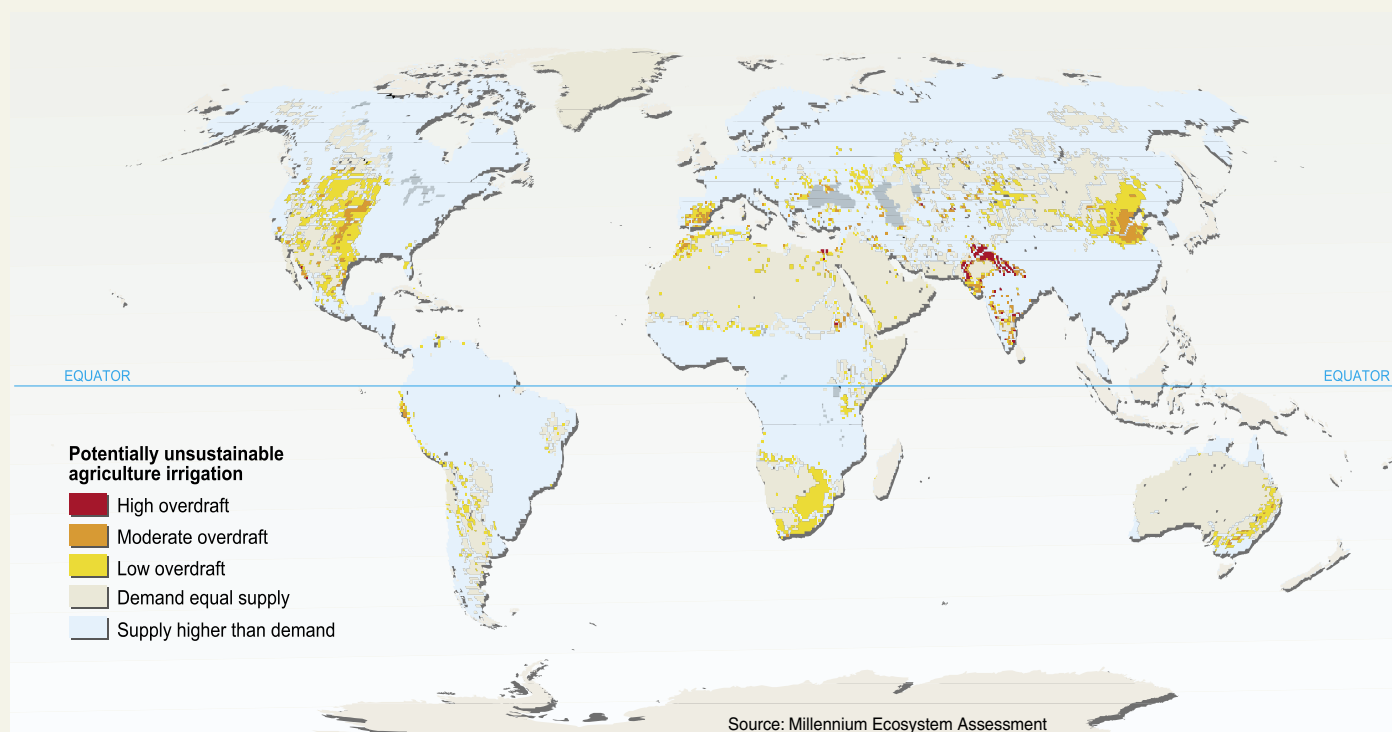 EQUATOR
EQUATOR
Potentially unsustainable
agriculture irrigation
High overdraft
Moderate overdraft
Low overdraft
Demand equal supply
Supply higher than demand
Source: Millennium Ecosystem Assessment